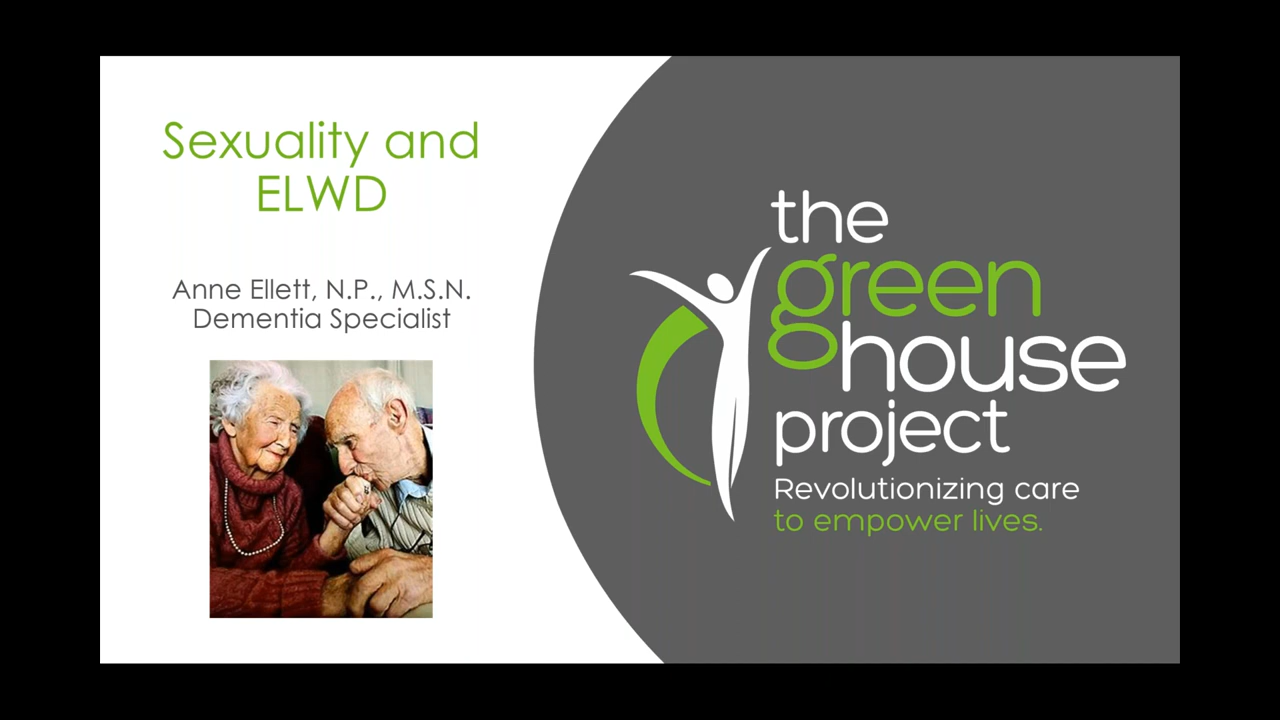 Sexuality and
ELWD
Anne Ellett, N.P., M.S.N.
Dementia Specialist
the
green
house
project
Revolutionizing care
to empower lives.